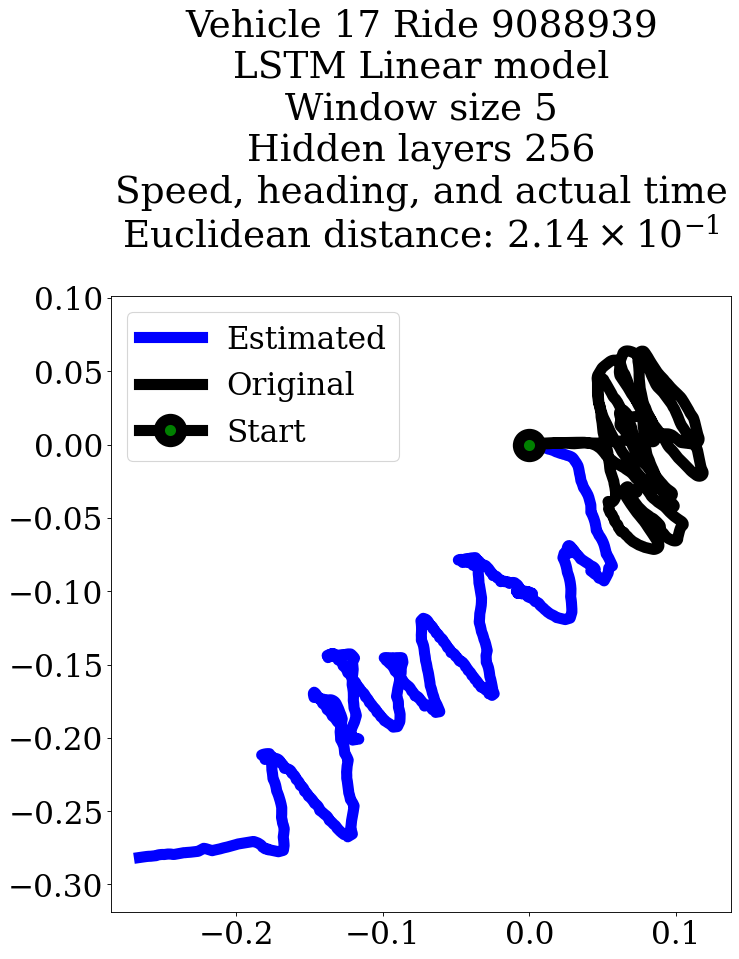 Vehicle 17 Ride 9088939
LSTM Linear model
Window size 5
Hidden layers 256
Speed, heading, and actual time
Euclidean distance: 2.14 × 10⁻¹
Estimated
Original
Start
0.10
0.05
0.00
−0.05
−0.10
−0.15
−0.20
−0.25
−0.30
−0.2 −0.1 0.0 0.1